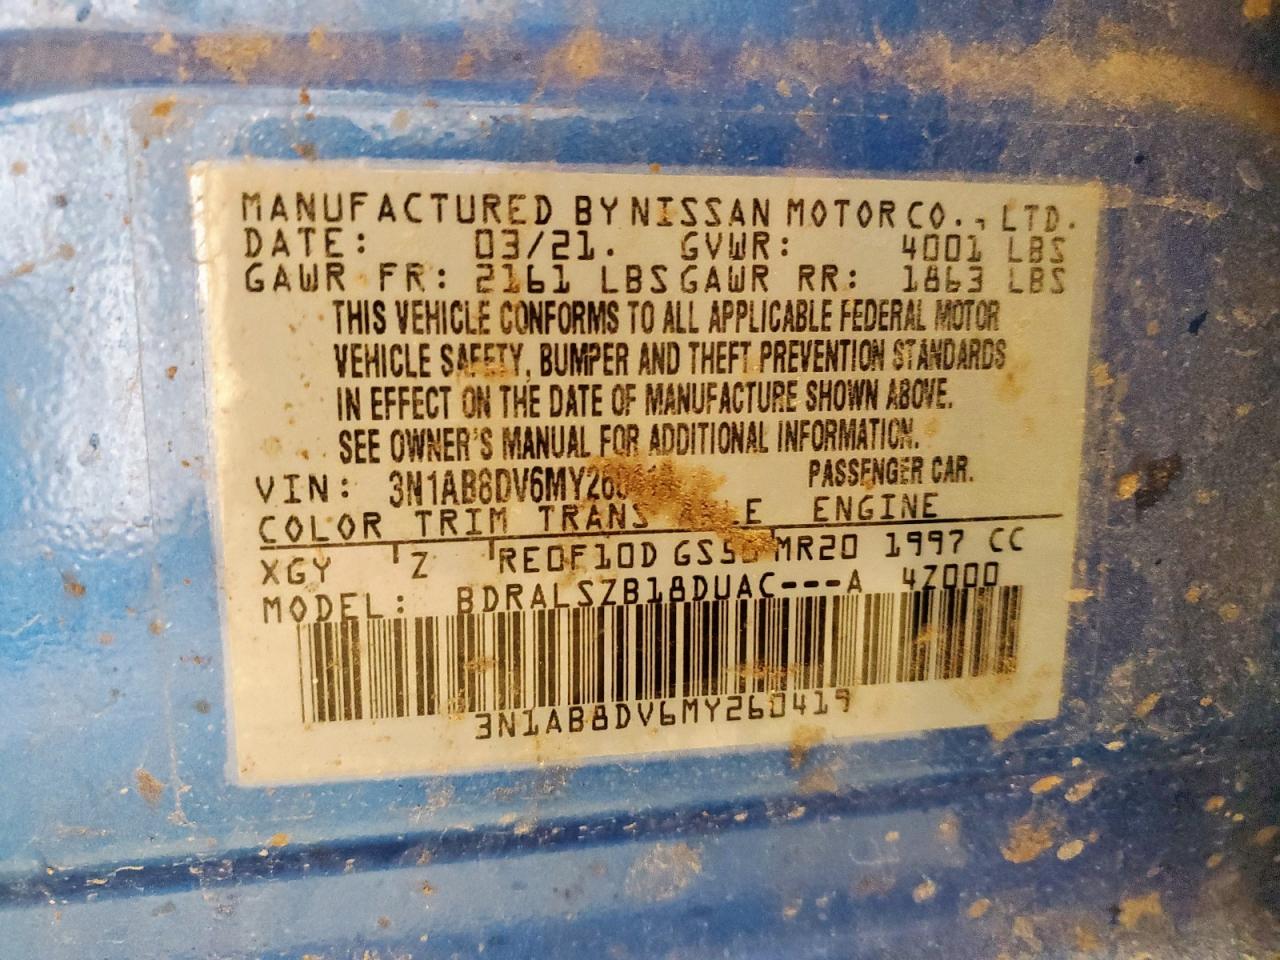 MANUFACTURED BY NISSAN MOTOR CO., LTD.
DATE: 03/21. GVWR: 4001 LBS
GAWR FR: 2161 LBS GAWR RR: 1863 LBS
THIS VEHICLE CONFORMS TO ALL APPLICABLE FEDERAL MOTOR
VEHICLE SAFETY, BUMPER AND THEFT PREVENTION STANDARDS
IN EFFECT ON THE DATE OF MANUFACTURE SHOWN ABOVE.
SEE OWNER'S MANUAL FOR ADDITIONAL INFORMATION.
VIN: PASSENGER CAR.
COLOR TRIM TRANS ENGINE
XGY Z RE0F10D MR20 1997 CC
MODEL: BDRALSZB18DUAC---A 4Z000
3N1AB8DV6MY260419